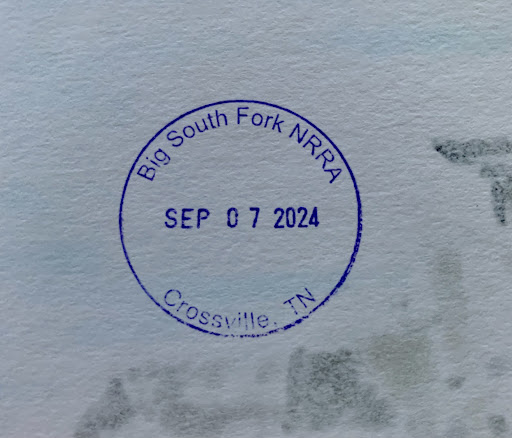 Big South Fork NRRA
SEP 07 2024
Crossville, TN